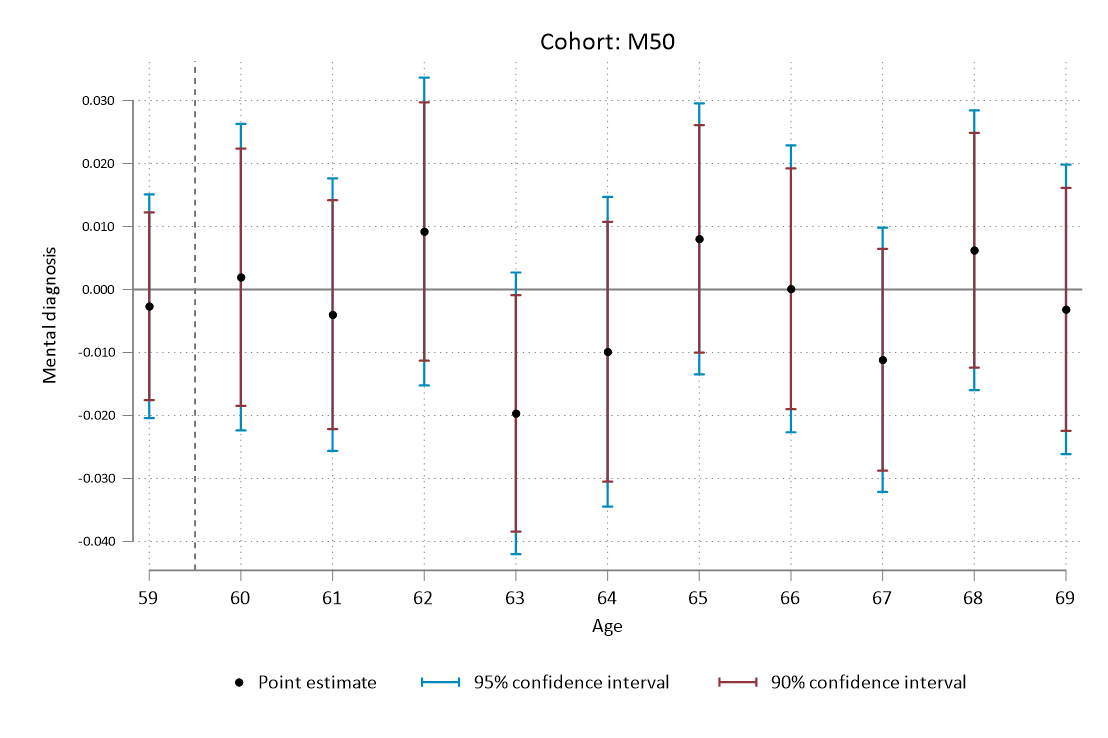 Cohort: M50
0.030
0.020
0.010
0.000
-0.010
-0.020
-0.030
-0.040
Mental diagnosis
59 60 61 62 63 64 65 66 67 68 69
Age
Point estimate 95% confidence interval 90% confidence interval